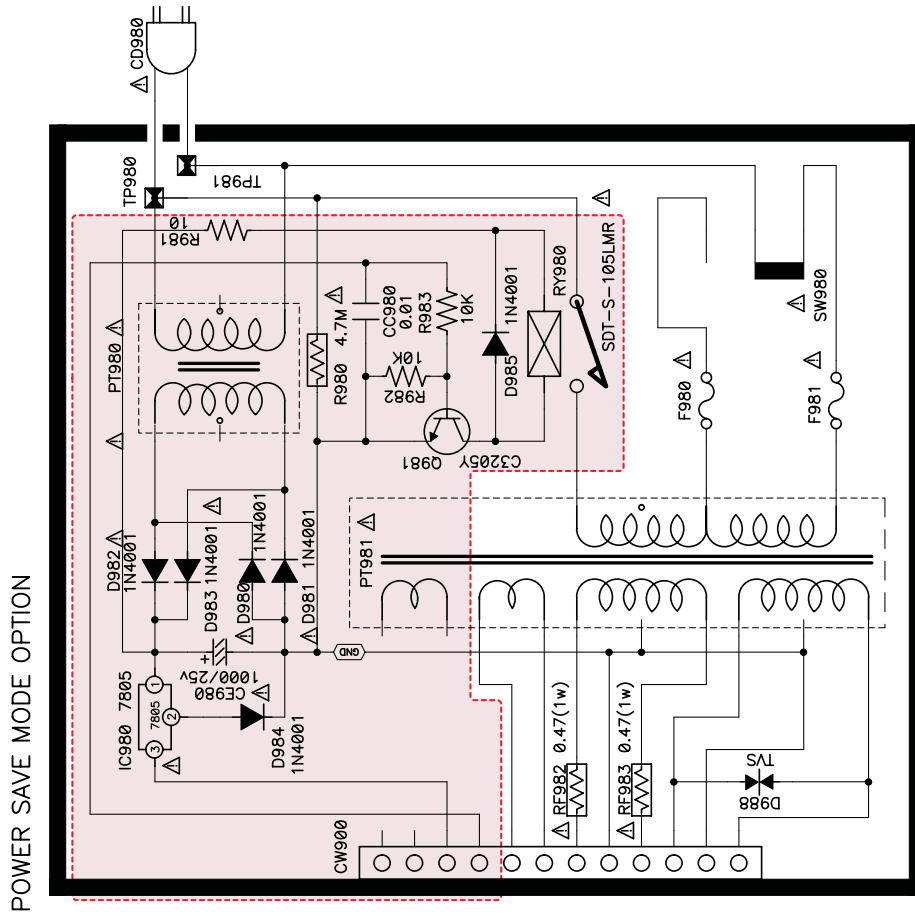 POWER SAVE MODE OPTION
CD980
TP980
TP981
R981
10
PT980
R980
4.7M
CC980
0.01
R983
10K
R982
10K
Q981
C3205Y
D985
1N4001
RY980
SDT-S-105LMR
SW980
F980
F981
PT981
D982
1N4001
D983
1N4001
D980
1N4001
D981
1N4001
+
CE980
1000/25v
GND
IC980
7805
7805
1
2
3
D984
1N4001
RF982
0.47(1w)
RF983
0.47(1w)
TVS
D988
CW900